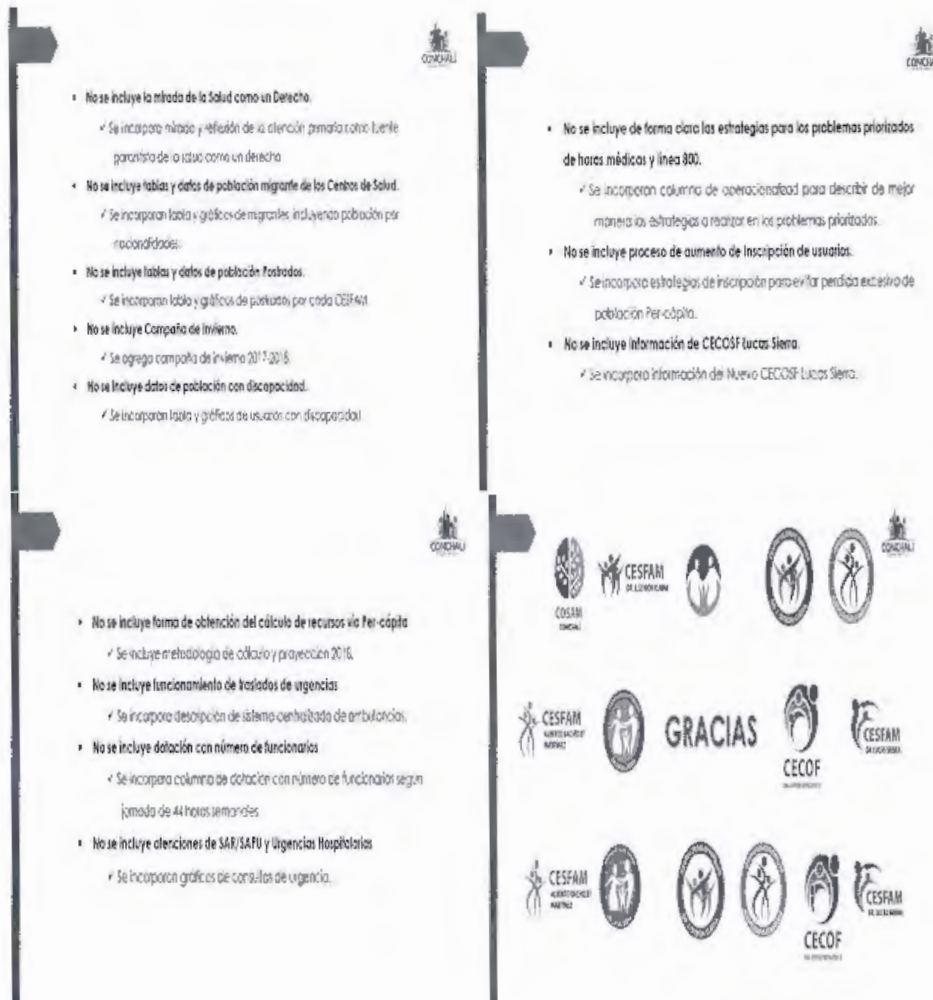 CONCHALÍ
No se incluye la mirada de la Salud como un Derecho.
✓ Se incorpora mirada y reflexión de la atención primaria como fuente
garantista de la salud como un derecho
No se incluye tablas y datos de población migrante de los Centros de Salud.
✓ Se incorporan tabla y gráficos de migrantes incluyendo población por
nacionalidades.
No se incluye tablas y datos de población Postrados.
✓ Se incorporan tabla y gráficos de postrados por cada CESFAM.
No se incluye Campaña de Invierno.
✓ Se agrega campaña de invierno 2017-2018.
No se incluye datos de población con discapacidad.
✓ Se incorporan tabla y gráficos de usuarios con discapacidad
No se incluye de forma clara las estrategias para los problemas priorizados
de horas médicas y línea 800.
✓ Se incorporan columna de para describir de mejor
manera las estrategias a realizar en los problemas priorizados.
No se incluye proceso de aumento de Inscripción de usuarios.
✓ Se incorpora estrategias de inscripción para evitar perdida excesiva de
población Per-cápita.
No se incluye Información de CECOSF Lucas Sierra.
✓ Se incorpora información del Nuevo CECOSF Lucas Sierra.
CONCHALÍ
No se incluye forma de obtención del cálculo de recursos vía Per-cápita
✓ Se incluye metodología de cálculo y proyección 2018.
No se incluye funcionamiento de traslados de urgencias
✓ Se incorpora descripción de sistema centralizado de ambulancias.
No se incluye dotación con número de funcionarios
✓ Se incorpora columna de dotación con número de funcionarios según
jornada de 44 horas semanales
No se incluye atenciones de SAR/SAPU y Urgencias Hospitalarias
✓ Se incorporan gráficos de consultas de urgencia.
CONCHALÍ
COSAM
CONCHALÍ
CESFAM
CESFAM
GRACIAS
CECOF
CESFAM
DR. LUCAS SIERRA
CESFAM
CECOF
CESFAM